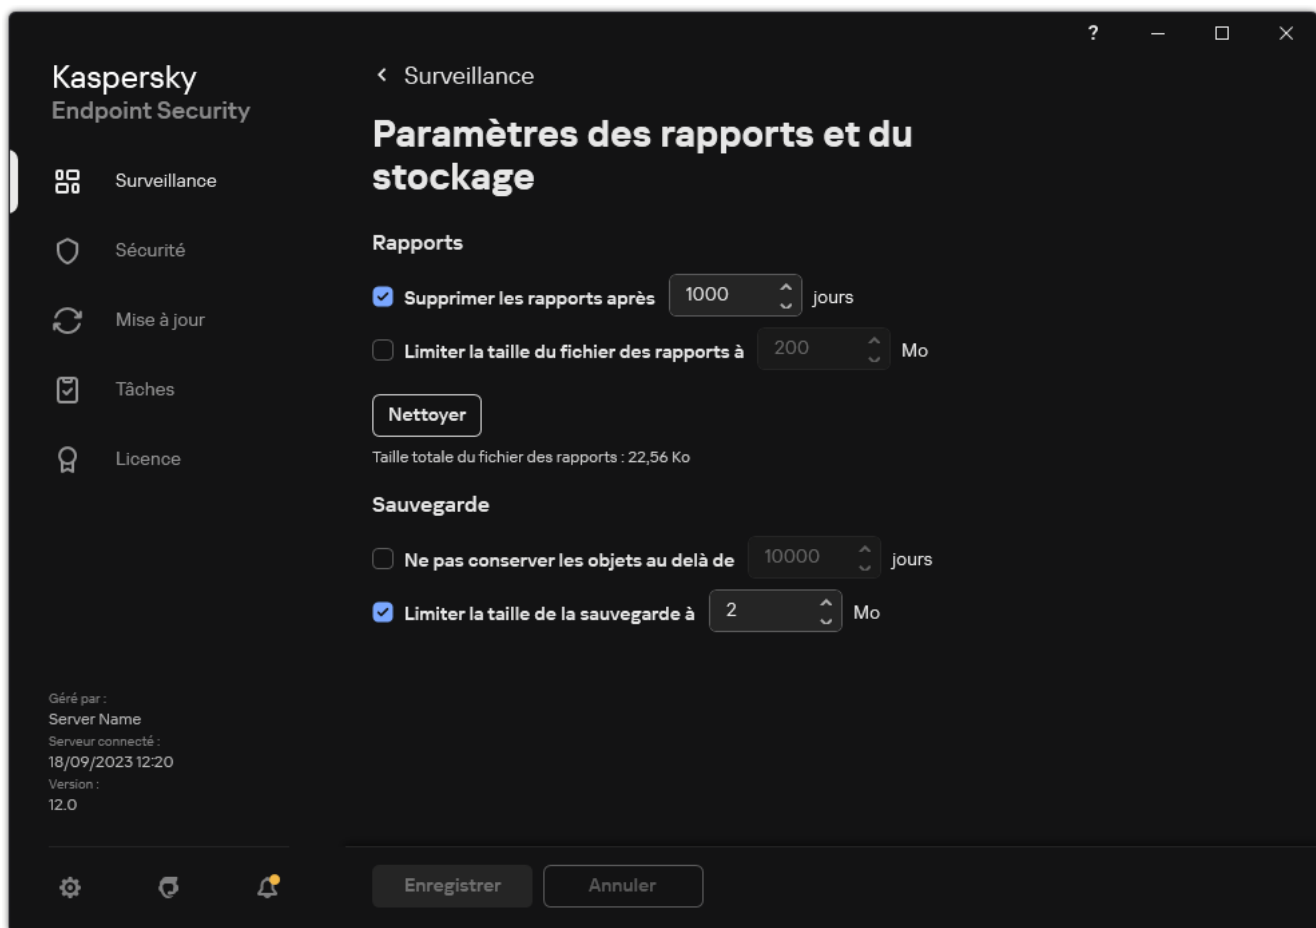 ?
Kaspersky
Endpoint Security
Surveillance
Sécurité
Mise à jour
Tâches
Licence
Géré par :
Server Name
Serveur connecté :
18/09/2023 12:20
Version :
12.0
Surveillance
Paramètres des rapports et du
stockage
Rapports
Supprimer les rapports après 1000 jours
Limiter la taille du fichier des rapports à 200 Mo
Nettoyer
Taille totale du fichier des rapports : 22,56 Ko
Sauvegarde
Ne pas conserver les objets au delà de 10000 jours
Limiter la taille de la sauvegarde à 2 Mo
Enregistrer Annuler